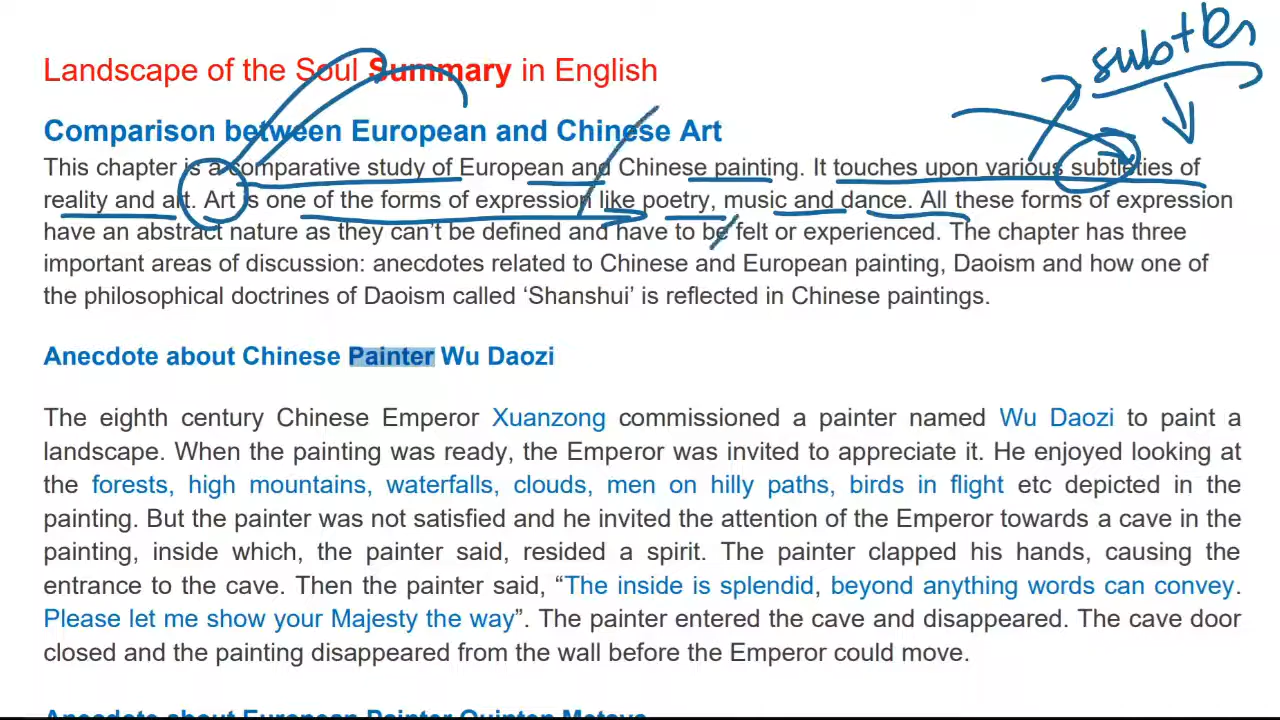 subtles
Landscape of the Soul Summary in English
Comparison between European and Chinese Art
This chapter is a comparative study of European and Chinese painting. It touches upon various subtleties of
reality and art. Art is one of the forms of expression like poetry, music and dance. All these forms of expression
have an abstract nature as they can't be defined and have to be felt or experienced. The chapter has three
important areas of discussion: anecdotes related to Chinese and European painting, Daoism and how one of
the philosophical doctrines of Daoism called ‘Shanshui’ is reflected in Chinese paintings.
Anecdote about Chinese Painter Wu Daozi
The eighth century Chinese Emperor Xuanzong commissioned a painter named Wu Daozi to paint a
landscape. When the painting was ready, the Emperor was invited to appreciate it. He enjoyed looking at
the forests, high mountains, waterfalls, clouds, men on hilly paths, birds in flight etc depicted in the
painting. But the painter was not satisfied and he invited the attention of the Emperor towards a cave in the
painting, inside which, the painter said, resided a spirit. The painter clapped his hands, causing the
entrance to the cave. Then the painter said, “The inside is splendid, beyond anything words can convey.
Please let me show your Majesty the way”. The painter entered the cave and disappeared. The cave door
closed and the painting disappeared from the wall before the Emperor could move.
Anecdote about European Painter Quinten Metsys